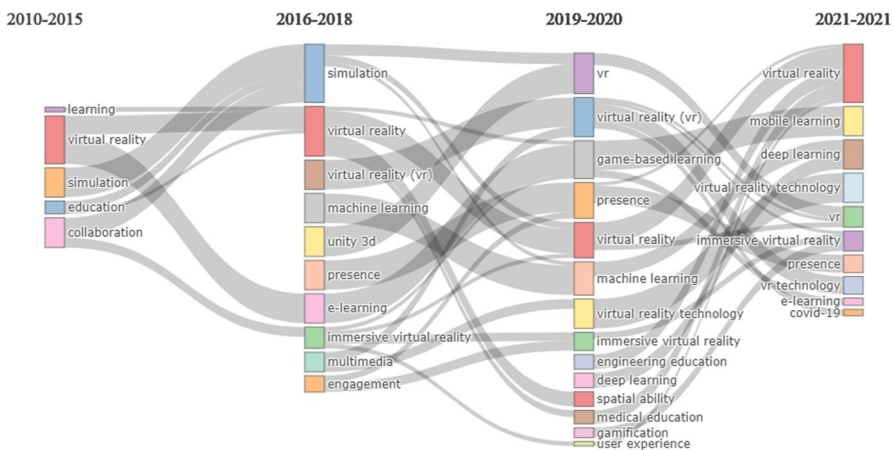 2010-2015
2016-2018
2019-2020
2021-2021
learning
virtual reality
simulation
education
collaboration
simulation
virtual reality
virtual reality (vr)
machine learning
unity 3d
presence
e-learning
immersive virtual reality
multimedia
engagement
vr
virtual reality (vr)
game-based learning
presence
virtual reality
machine learning
virtual reality technology
immersive virtual reality
engineering education
deep learning
spatial ability
medical education
gamification
user experience
virtual reality
mobile learning
deep learning
virtual reality technology
vr
immersive virtual reality
presence
vr technology
e-learning
covid-19